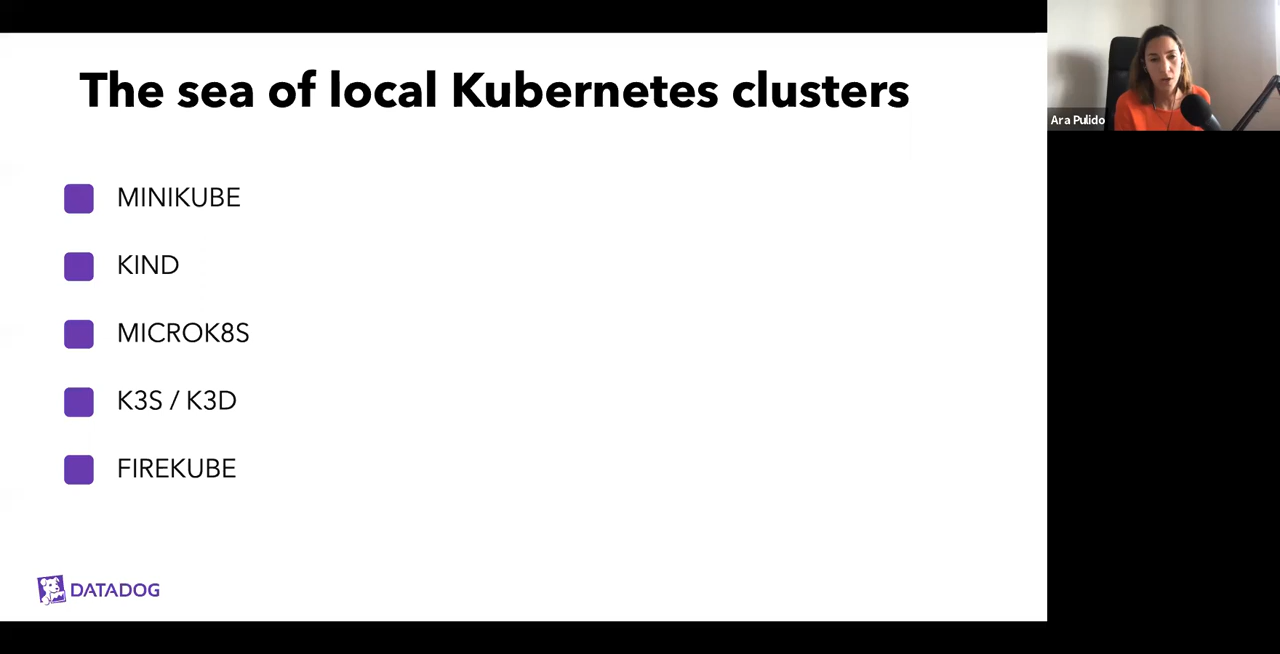 The sea of local Kubernetes clusters
Ara Pulido
MINIKUBE
KIND
MICROK8S
K3S / K3D
FIREKUBE
DATADOG